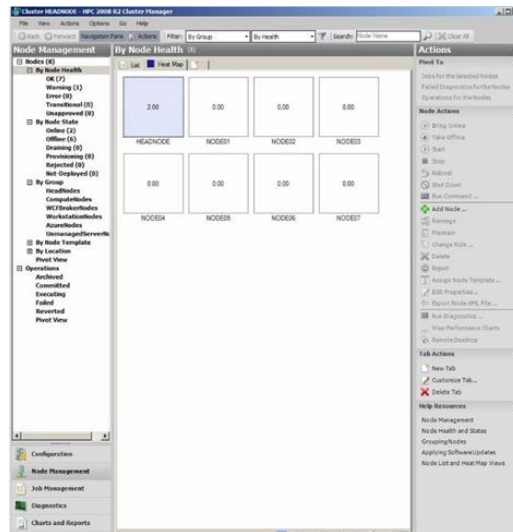 Cluster HEADNODE - HPC 2008 R2 Cluster Manager
File View Actions Options Go Help
Back Forward Navigation Pane Actions Filter: By Group By Health Search: Node Name Clear All
Node Management
Nodes (8)
By Node Health
OK (7)
Warning (1)
Error (0)
Transitional (0)
Unapproved (0)
By Node State
Online (2)
Offline (6)
Draining (0)
Provisioning (0)
Rejected (0)
Not-Deployed (0)
By Group
HeadNodes
ComputeNodes
WCFBrokerNodes
WorkstationNodes
AzureNodes
UnmanagedServerNo
By Node Template
By Location
Pivot View
Operations
Archived
Committed
Executing
Failed
Reverted
Pivot View
Configuration
Node Management
Job Management
Diagnostics
Charts and Reports
By Node Health (8)
List Heat Map
2.08 0.00 0.00 0.00
HEADNODE NODE01 NODE02 NODE03
0.00 0.00 0.00 0.00
NODE04 NODE05 NODE06 NODE07
Actions
Pivot To
Jobs for the Selected Nodes
Failed Diagnostics for the Nodes
Operations for the Nodes
Node Actions
Bring Online
Take Offline
Start
Stop
Reboot
Shut Down
Run Command ...
Add Node ...
Reimage
Maintain
Change Role ...
Delete
Reject
Assign Node Template ...
Edit Properties...
Export Node XML File ...
Run Diagnostics ...
View Performance Charts
Remote Desktop
Tab Actions
New Tab
Customize Tab...
Delete Tab
Help Resources
Node Management
Node Health and States
Grouping Nodes
Applying Software Updates
Node List and Heat Map Views